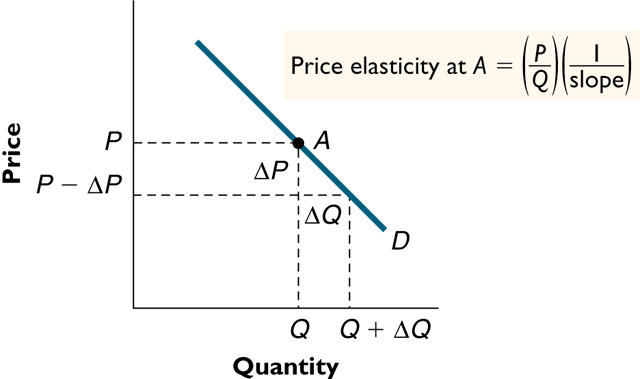 Price elasticity at A = (P/Q)(1/slope)
Price
P
A
ΔP
P − ΔP
ΔQ
D
Q
Q + ΔQ
Quantity